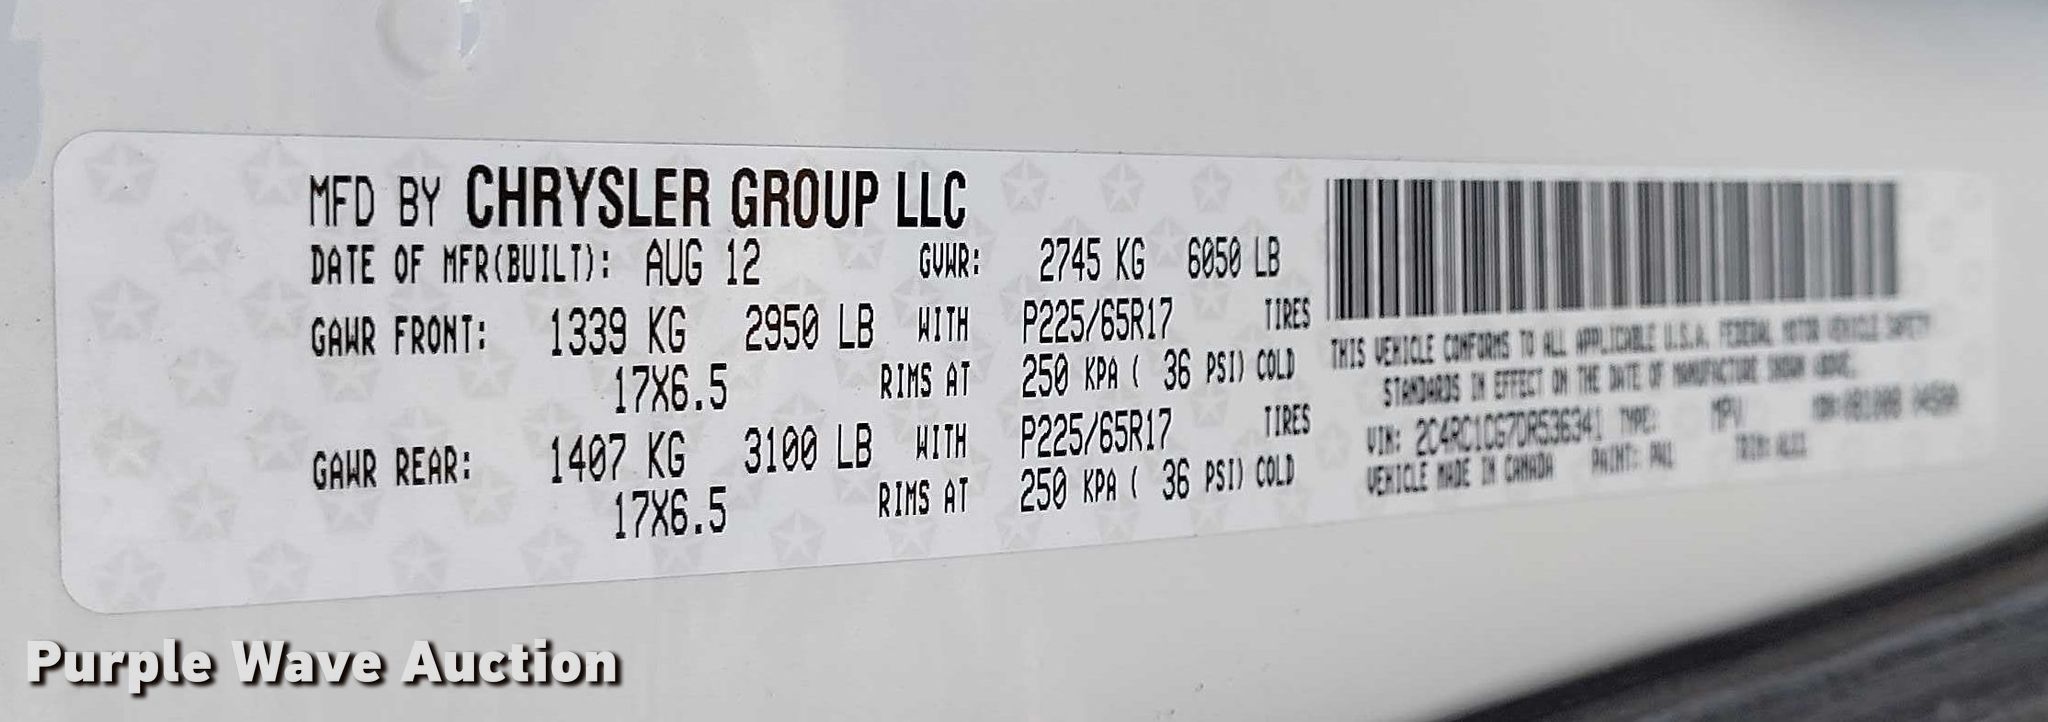 MFD BY CHRYSLER GROUP LLC
DATE OF MFR(BUILT): AUG 12 GVWR: 2745 KG 6050 LB
GAWR FRONT: 1339 KG 2950 LB WITH P225/65R17 TIRES
17X6.5 RIMS AT 250 KPA ( 36 PSI) COLD
GAWR REAR: 1407 KG 3100 LB WITH P225/65R17 TIRES
17X6.5 RIMS AT 250 KPA ( 36 PSI) COLD
THIS VEHICLE CONFORMS TO ALL APPLICABLE U.S.A. FEDERAL MOTOR VEHICLE SAFETY
STANDARDS IN EFFECT ON THE DATE OF MANUFACTURE SHOWN ABOVE.
VIN: 2C4RC1CG7DR536341 TYPE: MPV
VEHICLE MADE IN CANADA PAINT: PW1 TRIM:
Purple Wave Auction